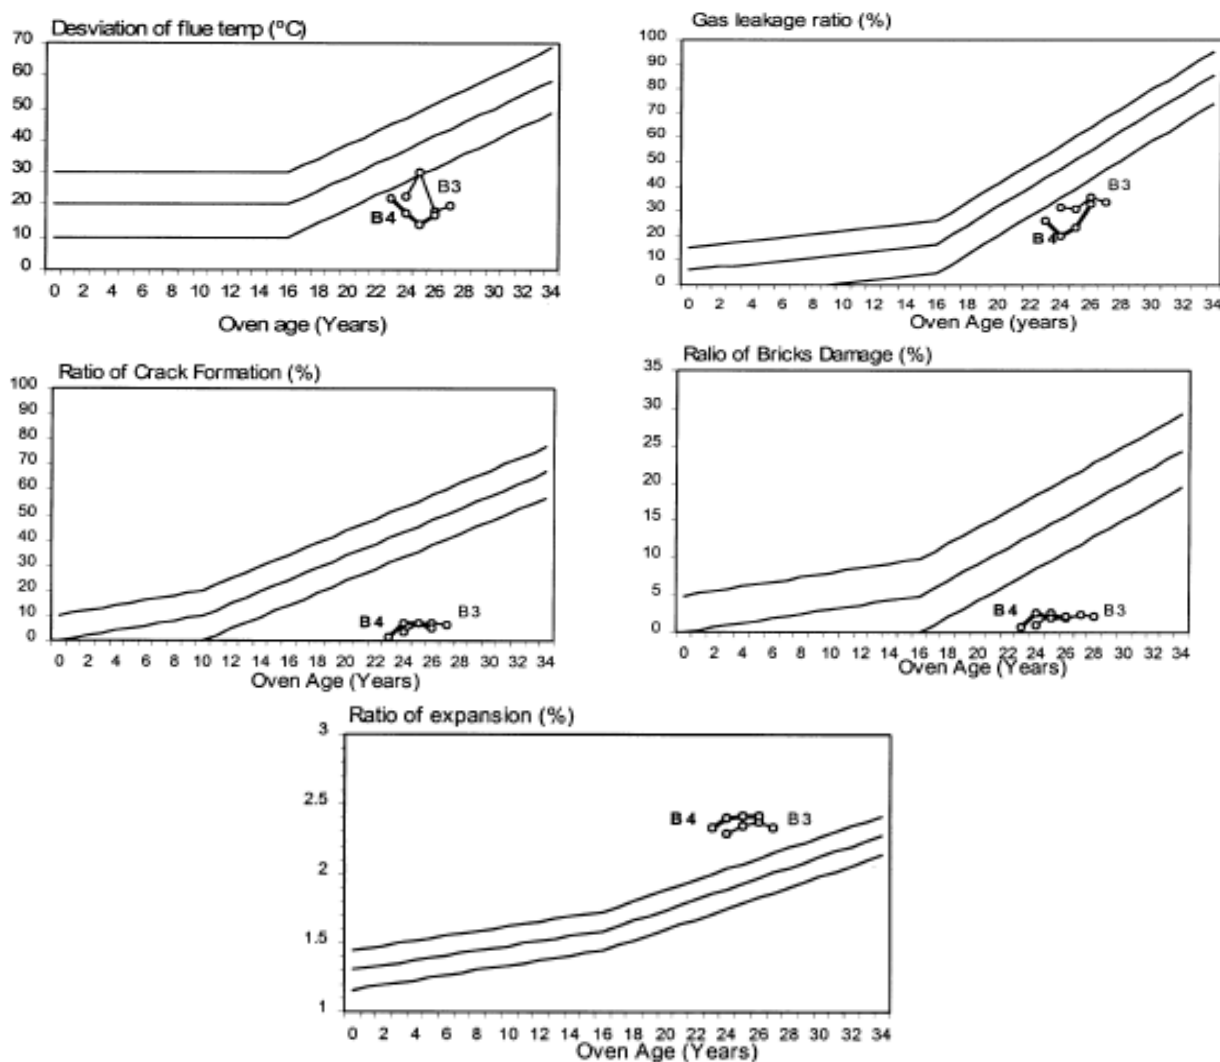 Desviation of flue temp (°C)
70
60
50
40
30
20
10
0
B3
B4
0 2 4 6 8 10 12 14 16 18 20 22 24 26 28 30 32 34
Oven age (Years)
Gas leakage ratio (%)
100
90
80
70
60
50
40
30
20
10
0
B3
B4
0 2 4 6 8 10 12 14 16 18 20 22 24 26 28 30 32 34
Oven Age (years)
Ratio of Crack Formation (%)
100
90
80
70
60
50
40
30
20
10
0
B4 B3
0 2 4 6 8 10 12 14 16 18 20 22 24 26 28 30 32 34
Oven Age (Years)
Ratio of Bricks Damage (%)
35
30
25
20
15
10
5
0
B4 B3
0 2 4 6 8 10 12 14 16 18 20 22 24 26 28 30 32 34
Oven Age (Years)
Ratio of expansion (%)
3
2.5
2
1.5
1
B4 B3
0 2 4 6 8 10 12 14 16 18 20 22 24 26 28 30 32 34
Oven Age (Years)